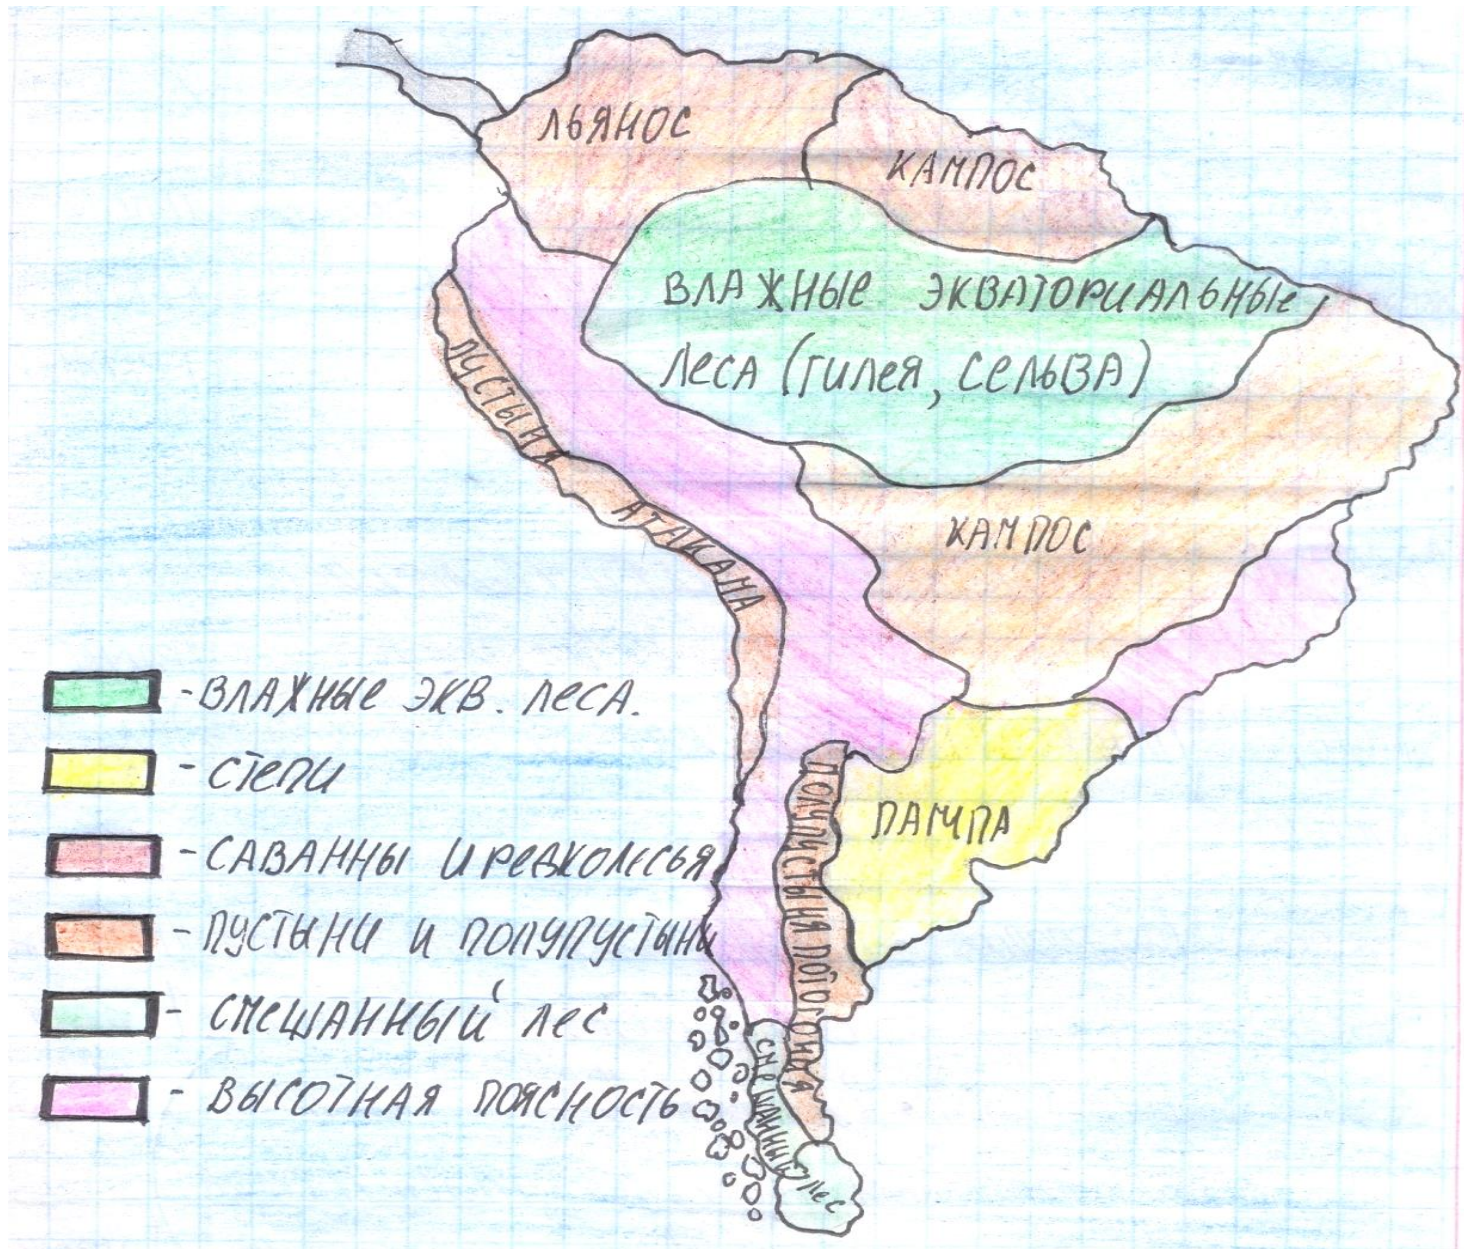 ЛЬЯНОС
КАМПОС
ВЛАЖНЫЕ ЭКВАТОРИАЛЬНЫЕ
ЛЕСА (ГИЛЕЯ, СЕЛЬВА)
ПУСТЫНЯ АТАКАМА
КАМПОС
- ВЛАЖНЫЕ ЭКВ. ЛЕСА.
- СТЕПИ
ПАМПА
- САВАННЫ И РЕДКОЛЕСЬЯ
- ПУСТЫНИ И ПОЛУПУСТЫНИ
- СМЕШАННЫЙ ЛЕС
- ВЫСОТНАЯ ПОЯСНОСТЬ
ПОЛУПУСТЫНЯ
СМЕШАННЫЙ ЛЕС